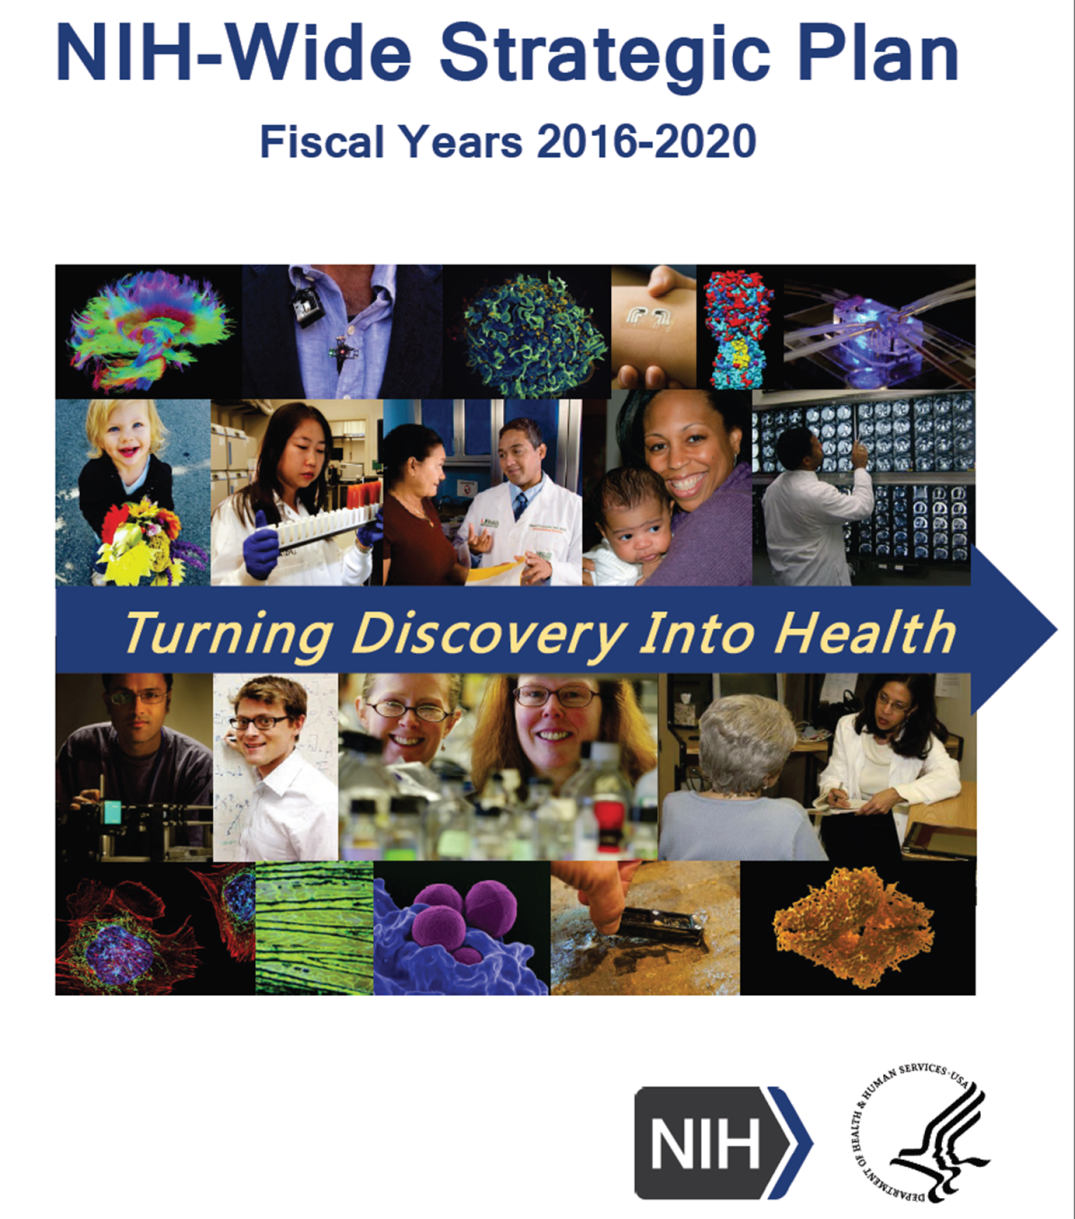 NIH-Wide Strategic Plan
Fiscal Years 2016-2020
Turning Discovery Into Health
NIH
DEPARTMENT OF HEALTH & HUMAN SERVICES·USA